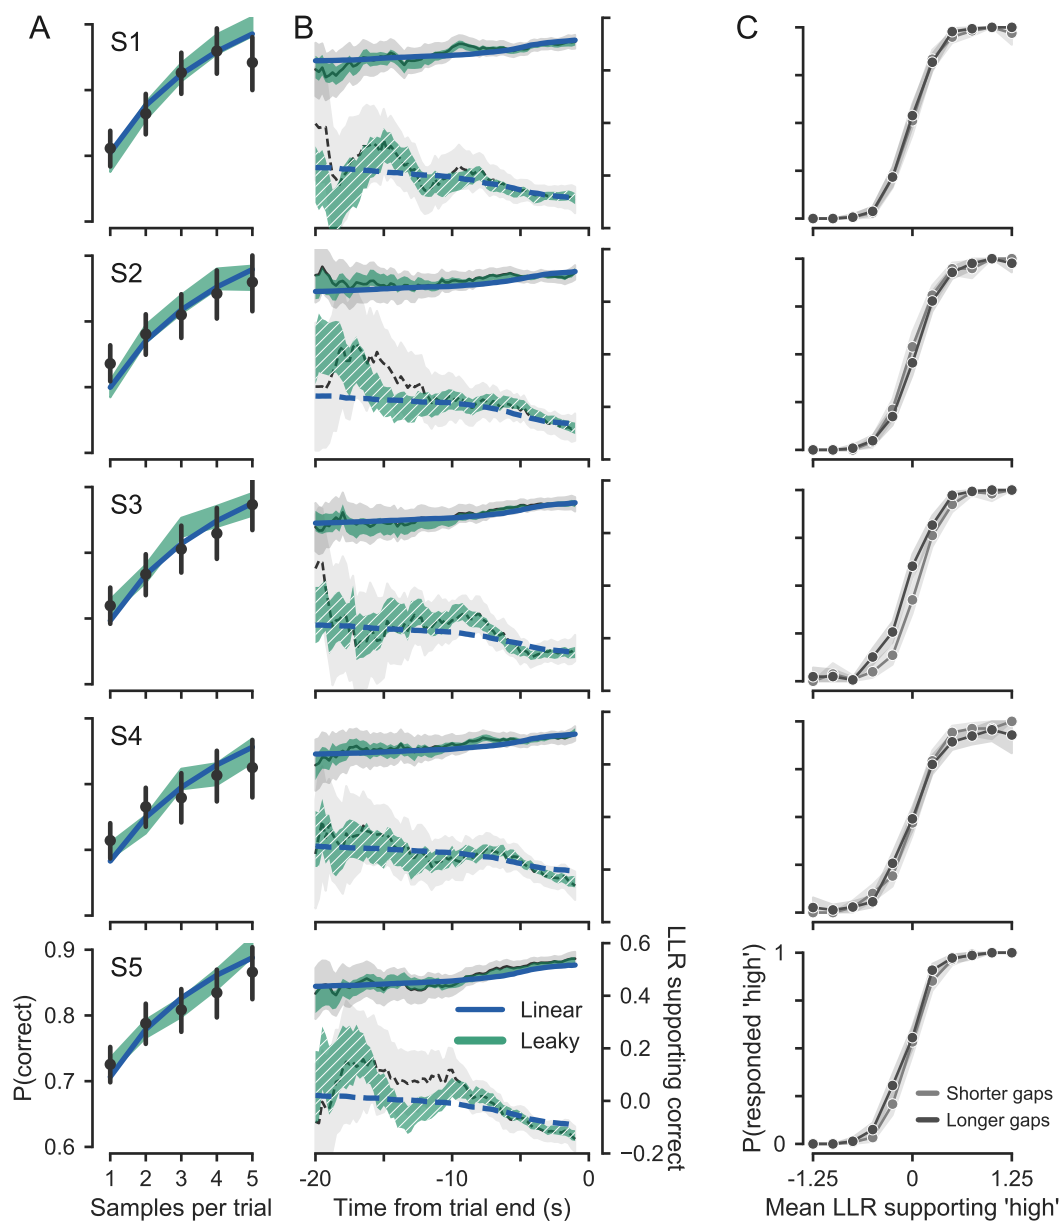 A
B
C
S1
S2
S3
S4
S5
0.9
0.8
0.7
0.6
P(correct)
1 2 3 4 5
Samples per trial
Linear
Leaky
-20 -10 0
Time from trial end (s)
0.6
0.4
0.2
0.0
−0.2
LLR supporting correct
1
0
P(responded 'high')
Shorter gaps
Longer gaps
-1.25 0 1.25
Mean LLR supporting 'high'